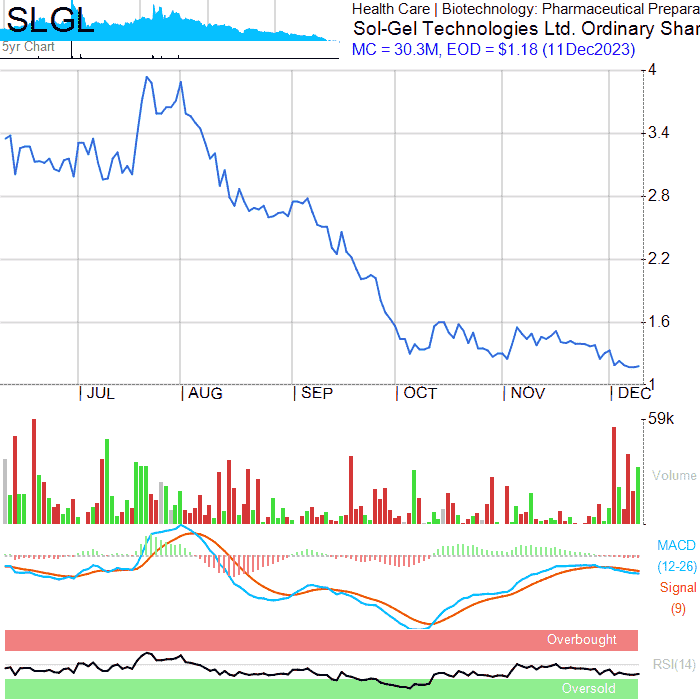 SLGL
5yr Chart
Health Care | Biotechnology: Pharmaceutical Prepara
Sol-Gel Technologies Ltd. Ordinary Shar
MC = 30.3M, EOD = $1.18 (11Dec2023)
4
3.4
2.8
2.2
1.6
1
JUL AUG SEP OCT NOV DEC
59k
Volume
MACD
(12-26)
Signal
(9)
Overbought
RSI(14)
Oversold